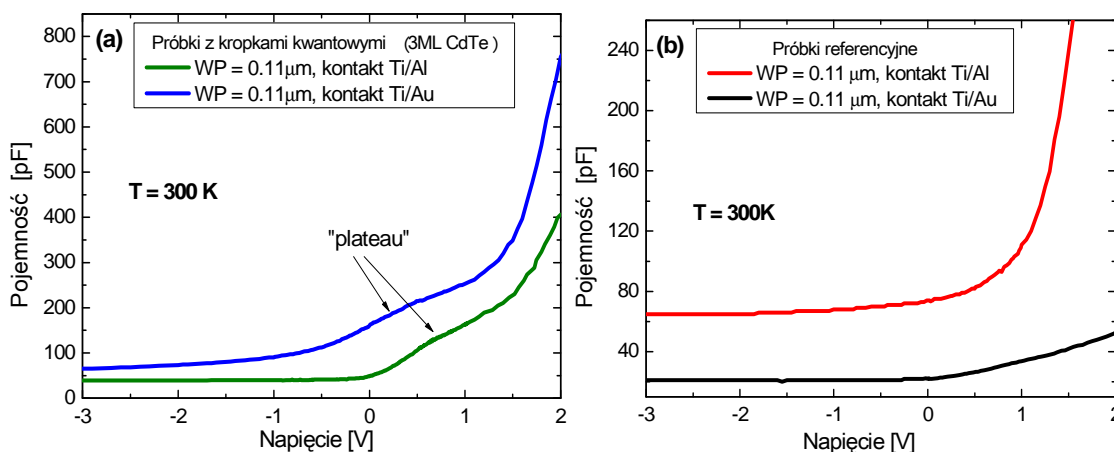 (a)
Próbki z kropkami kwantowymi (3ML CdTe )
WP = 0.11μm, kontakt Ti/Al
WP = 0.11μm, kontakt Ti/Au
T = 300 K
"plateau"
Pojemność [pF]
800
700
600
500
400
300
200
100
0
-3 -2 -1 0 1 2
Napięcie [V]
(b)
Próbki referencyjne
WP = 0.11 μm, kontakt Ti/Al
WP = 0.11 μm, kontakt Ti/Au
T = 300K
Pojemność [pF]
240
200
160
120
80
40
-3 -2 -1 0 1 2
Napięcie [V]